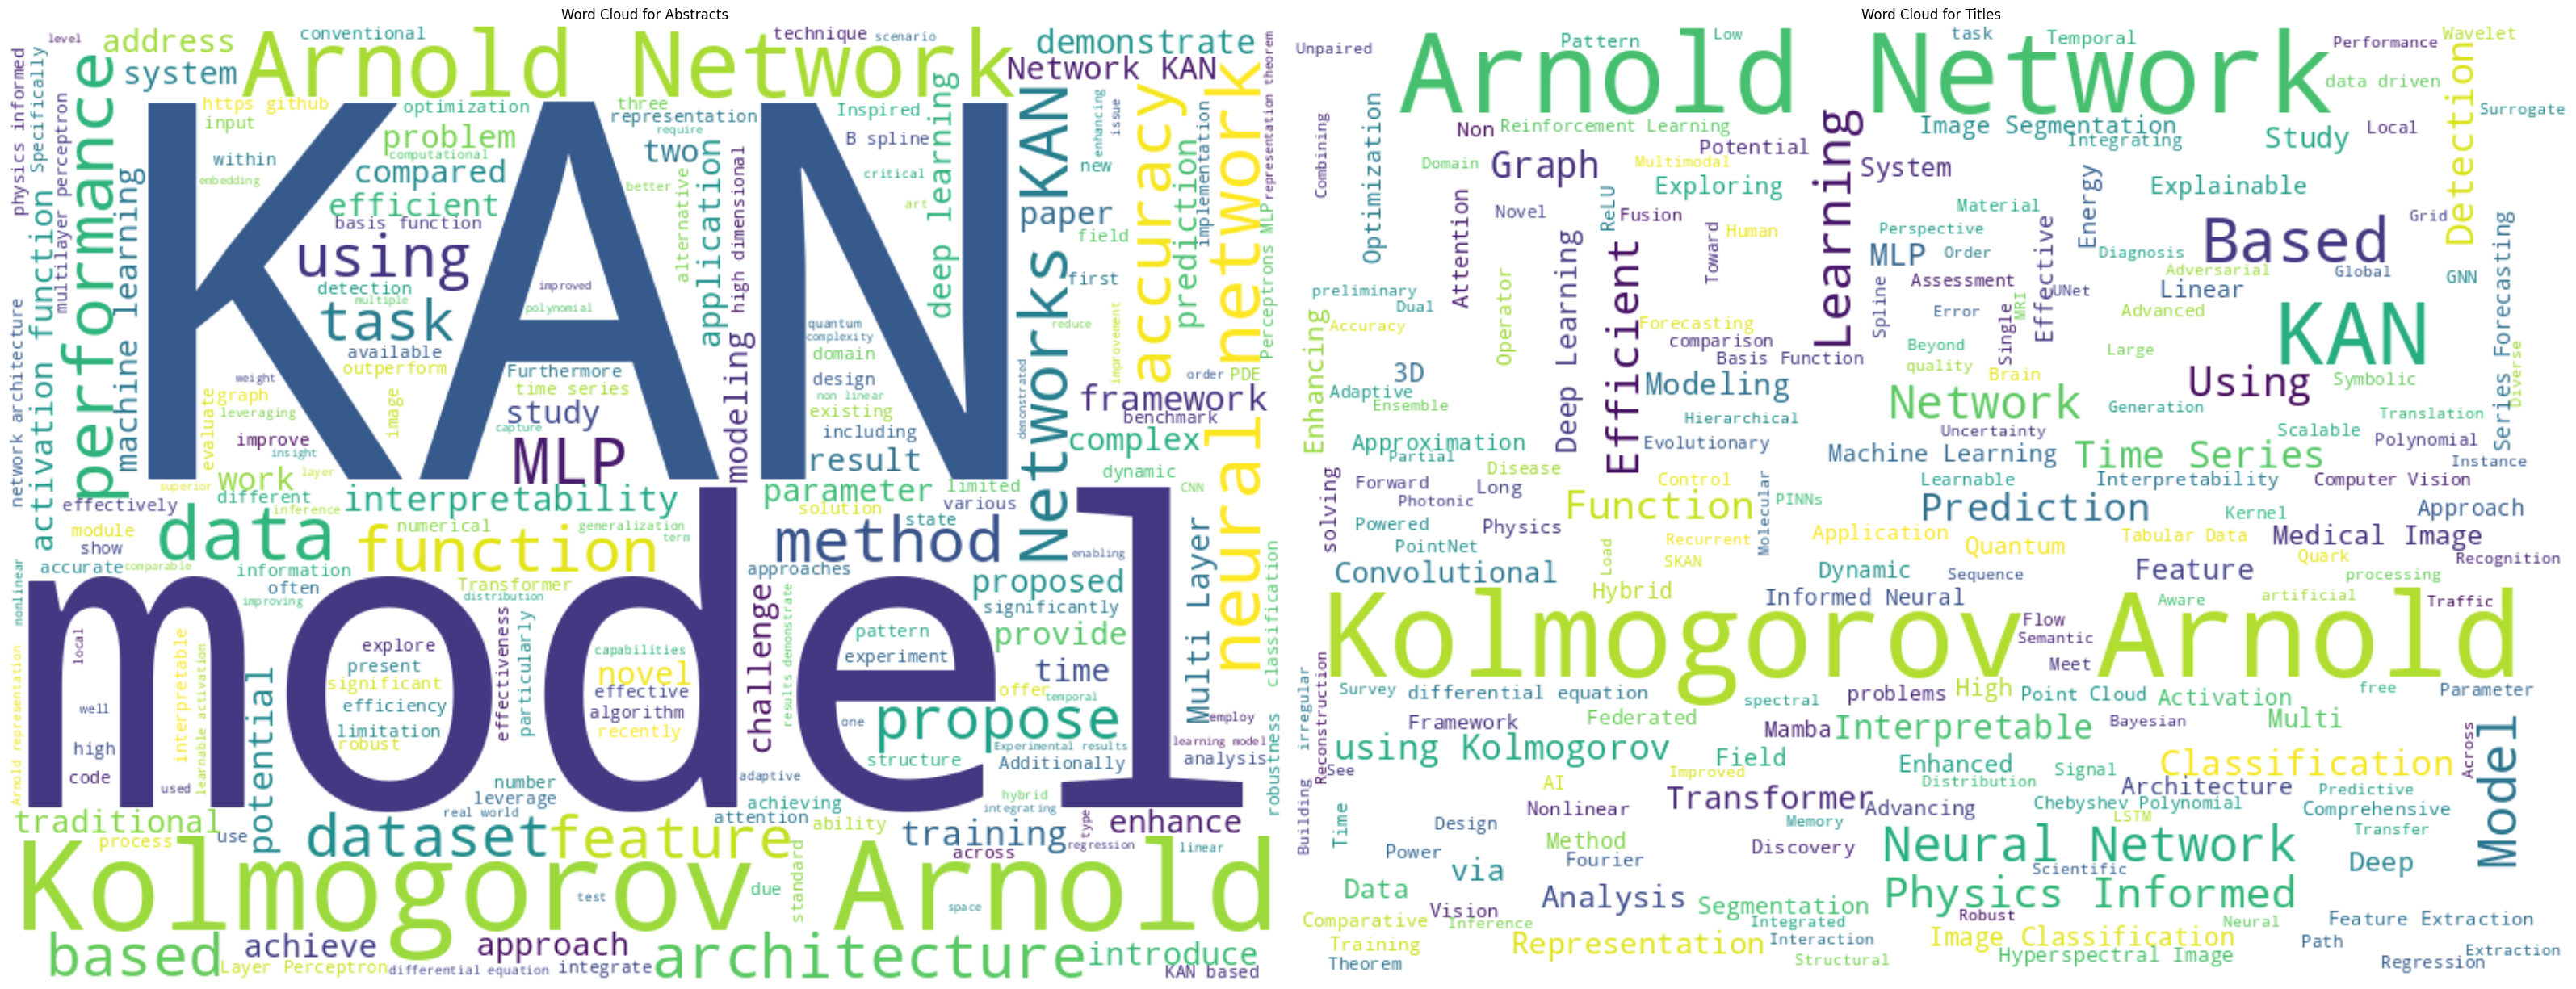 Word Cloud for Abstracts
level
conventional
technique
scenario
address
Arnold Network
demonstrate
system
Network KAN
physics informed
Specifically
performance
https github
optimization
three
representation
Inspired
deep learning
enhancing
issue
accuracy
implementation
neural network
representation theorem
input
problem
require
B spline
KAN
within
computational
two
new
multilayer perceptron
machine learning
compared
critical
embedding
better
alternative
application
high dimensional
prediction
efficient
art
paper
basis function
field
activation function
using
first
Perceptrons MLP
detection
improved
multiple
polynomial
Networks KAN
network architecture
task
quantum
complexity
reduce
improvement
available
domain
outperform
Furthermore
weight
time series
design
order
PDE
graph
image
non linear
framework
evaluate
leveraging
study
existing
demonstrated
benchmark
capture
including
improve
MLP
modeling
complex
insight
result
work
layer
dynamic
superior
interpretability
parameter
limited
CNN
different
effectively
inference
solution
various
data
numerical
generalization
state
module
function
term
method
show
enabling
accurate
comparable
information
approaches
Multi Layer
classification
nonlinear
often
Transformer
proposed
improving
distribution
model
significantly
local
interpretable
explore
effectiveness
particularly
challenge
results demonstrate
pattern
provide
capabilities
present
experiment
Arnold representation
learnable activation
potential
significant
novel
time
effective
offer
temporal
well
efficiency
algorithm
one
propose
employ
limitation
recently
high
robust
Experimental results
learning model
robustness
structure
Additionally
analysis
code
number
adaptive
used
leverage
hybrid
achieving
integrating
real world
attention
traditional
ability
type
enhance
use
dataset
feature
training
process
across
regression
linear
Kolmogorov Arnold
standard
due
test
space
based
achieve
approach
architecture
introduce
Layer Perceptron
differential equation
integrate
KAN based
Word Cloud for Titles
Unpaired
Pattern
Low
task
Temporal
Performance
Wavelet
Arnold Network
Detection
data driven
Optimization
Surrogate
Combining
Non
Reinforcement Learning
Learning
Image Segmentation
Study
Local
Potential
Integrating
Domain
Graph
Multimodal
System
Exploring
Energy
Explainable
Attention
ReLU
Material
Novel
Fusion
Grid
Series Forecasting
Toward
Human
Perspective
Effective
Based
Deep Learning
Efficient
MLP
Order
Diagnosis
Operator
Adversarial
Global
GNN
Assessment
preliminary
Spline
MRI
UNet
Linear
Dual
Enhancing
Accuracy
Forecasting
Error
Single
Advanced
KAN
comparison
Beyond
Large
Diverse
Basis Function
3D
quality
Brain
Using
Symbolic
Adaptive
Modeling
Ensemble
Network
Generation
Hierarchical
Translation
Uncertainty
Scalable
Approximation
Evolutionary
Polynomial
Partial
Machine Learning
Time Series
Instance
solving
Disease
Forward
Control
Molecular
Learnable
Interpretability
Computer Vision
Long
Photonic
Function
PINNs
Prediction
Kernel
Approach
Powered
Physics
Application
Tabular Data
Medical Image
PointNet
Load
Recurrent
Quantum
Quark
SKAN
Recognition
Convolutional
Dynamic
Sequence
Feature
processing
Hybrid
Informed Neural
Aware
artificial
Traffic
Kolmogorov Arnold
Flow
Semantic
Meet
irregular
Reconstruction
Survey
differential equation
spectral
problems
High
Point Cloud
Activation
free
Parameter
Framework
Federated
Mamba
Interpretable
Bayesian
Multi
Model
Across
using Kolmogorov
Field
See
Improved
Enhanced
Signal
Classification
AI
Distribution
Architecture
Predictive
Building
Time
Nonlinear
Transformer
Advancing
Chebyshev Polynomial
Comprehensive
Design
Memory
LSTM
Method
Neural Network
Transfer
Power
Fourier
Discovery
via
Scientific
Deep
Data
Analysis
Physics Informed
Vision
Segmentation
Comparative
Inference
Integrated
Robust
Neural
Feature Extraction
Training
Representation
Interaction
Image Classification
Path
Theorem
Structural
Hyperspectral Image
Extraction
Regression